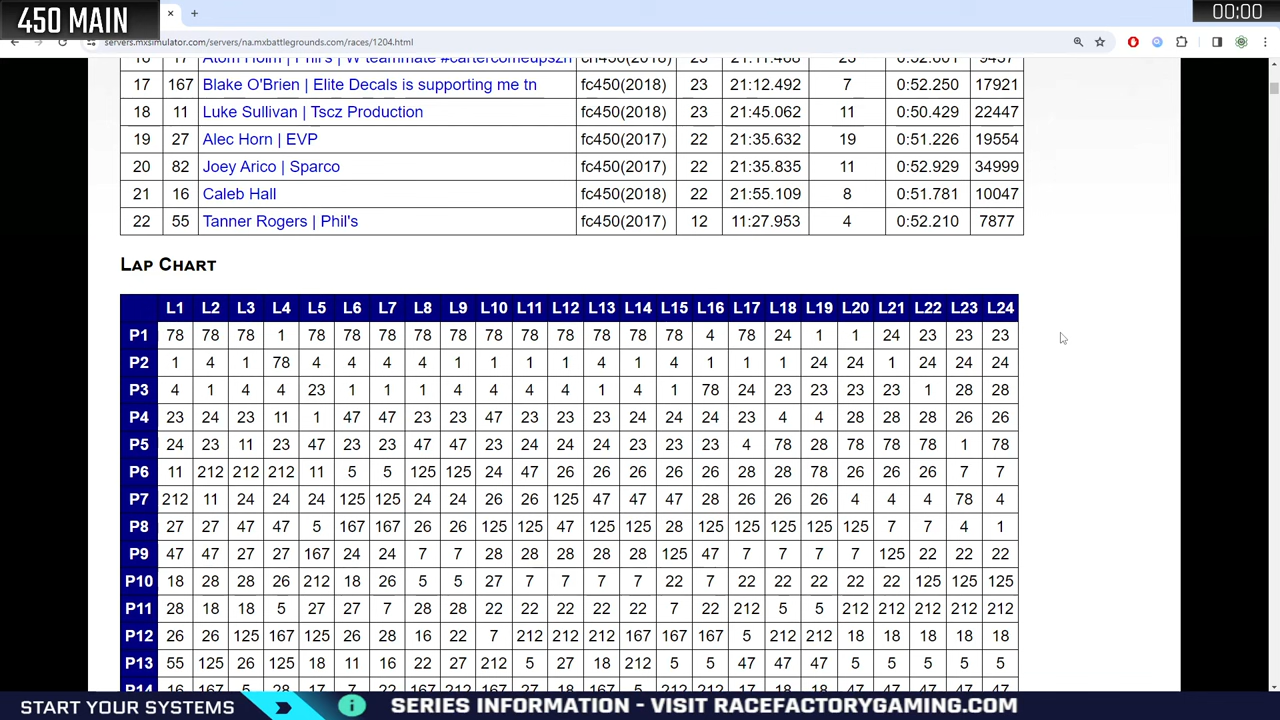 450 MAIN
00:00
servers.mxsimulator.com/servers/na.mxbattlegrounds.com/races/1204.html
17 167 Blake O'Brien | Elite Decals is supporting me tn fc450(2018) 23 21:12.492 7 0:52.250 17921
18 11 Luke Sullivan | Tscz Production fc450(2018) 23 21:45.062 11 0:50.429 22447
19 27 Alec Horn | EVP fc450(2017) 22 21:35.632 19 0:51.226 19554
20 82 Joey Arico | Sparco fc450(2017) 22 21:35.835 11 0:52.929 34999
21 16 Caleb Hall fc450(2018) 22 21:55.109 8 0:51.781 10047
22 55 Tanner Rogers | Phil's fc450(2017) 12 11:27.953 4 0:52.210 7877
LAP CHART
L1 L2 L3 L4 L5 L6 L7 L8 L9 L10 L11 L12 L13 L14 L15 L16 L17 L18 L19 L20 L21 L22 L23 L24
P1 78 78 78 1 78 78 78 78 78 78 78 78 78 78 78 4 78 24 1 1 24 23 23 23
P2 1 4 1 78 4 4 4 4 1 1 1 1 4 1 4 1 1 1 24 24 1 24 24 24
P3 4 1 4 4 23 1 1 1 4 4 4 4 1 4 1 78 24 23 23 23 23 1 28 28
P4 23 24 23 11 1 47 47 23 23 47 23 23 23 24 24 24 23 4 4 28 28 28 26 26
P5 24 23 11 23 47 23 23 47 47 23 24 24 24 23 23 23 4 78 28 78 78 78 1 78
P6 11 212 212 212 11 5 5 125 125 24 47 26 26 26 26 26 28 28 78 26 26 26 7 7
P7 212 11 24 24 24 125 125 24 24 26 26 125 47 47 47 28 26 26 26 4 4 4 78 4
P8 27 27 47 47 5 167 167 26 26 125 125 47 125 125 28 125 125 125 125 125 7 7 4 1
P9 47 47 27 27 167 24 24 7 7 28 28 28 28 28 125 47 7 7 7 7 125 22 22 22
P10 18 28 28 26 212 18 26 5 5 27 7 7 7 7 22 7 22 22 22 22 22 125 125 125
P11 28 18 18 5 27 27 7 28 28 22 22 22 22 22 7 22 212 5 5 212 212 212 212 212
P12 26 26 125 167 125 26 28 16 22 7 212 212 212 167 167 167 5 212 212 18 18 18 18 18
P13 55 125 26 125 18 11 16 22 27 212 5 27 18 212 5 5 47 47 47 5 5 5 5 5
START YOUR SYSTEMS
SERIES INFORMATION - VISIT RACEFACTORYGAMING.COM